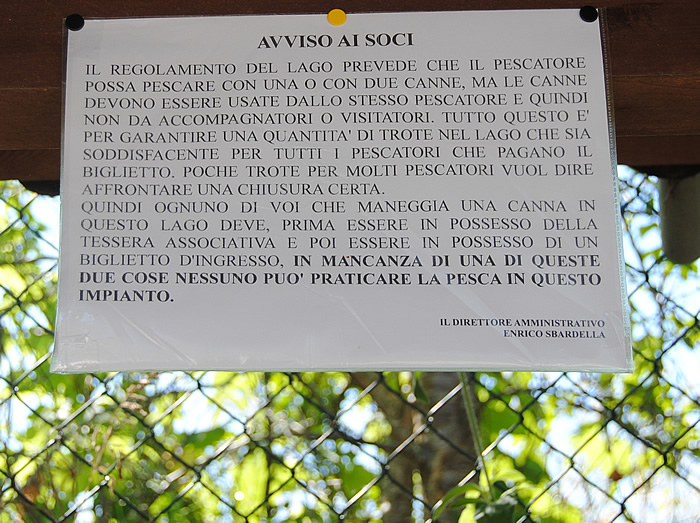 AVVISO AI SOCI
IL REGOLAMENTO DEL LAGO PREVEDE CHE IL PESCATORE
POSSA PESCARE CON UNA O CON DUE CANNE, MA LE CANNE
DEVONO ESSERE USATE DALLO STESSO PESCATORE E QUINDI
NON DA ACCOMPAGNATORI O VISITATORI. TUTTO QUESTO E'
PER GARANTIRE UNA QUANTITA' DI TROTE NEL LAGO CHE SIA
SODDISFACENTE PER TUTTI I PESCATORI CHE PAGANO IL
BIGLIETTO. POCHE TROTE PER MOLTI PESCATORI VUOL DIRE
AFFRONTARE UNA CHIUSURA CERTA.
QUINDI OGNUNO DI VOI CHE MANEGGIA UNA CANNA IN
QUESTO LAGO DEVE, PRIMA ESSERE IN POSSESSO DELLA
TESSERA ASSOCIATIVA E POI ESSERE IN POSSESSO DI UN
BIGLIETTO D'INGRESSO, IN MANCANZA DI UNA DI QUESTE
DUE COSE NESSUNO PUO' PRATICARE LA PESCA IN QUESTO
IMPIANTO.
IL DIRETTORE AMMINISTRATIVO
ENRICO SBARDELLA